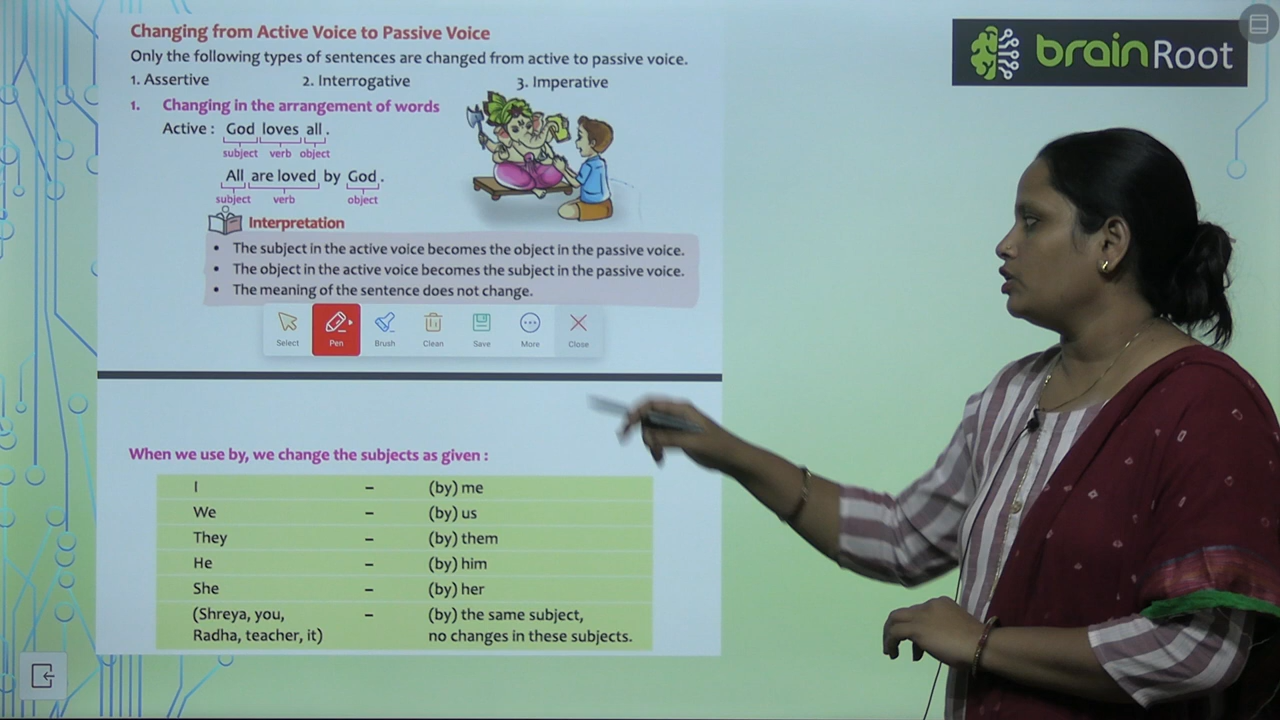 Changing from Active Voice to Passive Voice
Only the following types of sentences are changed from active to passive voice.
1. Assertive 2. Interrogative 3. Imperative
1. Changing in the arrangement of words
Active : God loves all .
subject verb object
All are loved by God .
subject verb object
Interpretation
• The subject in the active voice becomes the object in the passive voice.
• The object in the active voice becomes the subject in the passive voice.
• The meaning of the sentence does not change.
Select Pen Brush Clean Save More Close
When we use by, we change the subjects as given :
I – (by) me
We – (by) us
They – (by) them
He – (by) him
She – (by) her
(Shreya, you, – (by) the same subject,
Radha, teacher, it) no changes in these subjects.
brainRoot